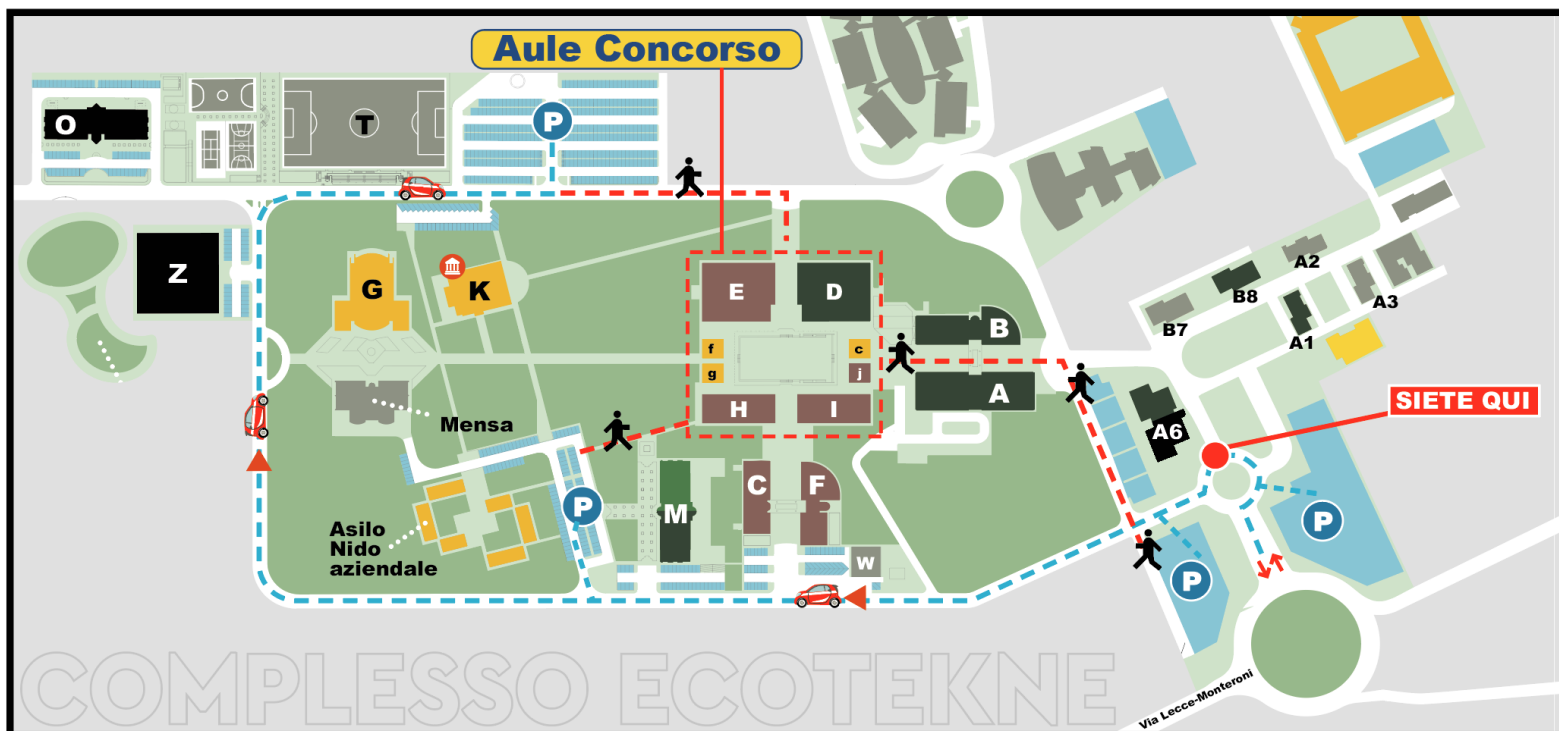 Aule Concorso
O
T
P
Z
G
K
E
D
B
A
f
g
c
j
H
I
Mensa
A2
B8
A3
B7
A1
SIETE QUI
A6
C
F
M
P
Asilo
Nido
aziendale
W
P
P
COMPLESSO ECOTEKNE
Via Lecce-Monteroni